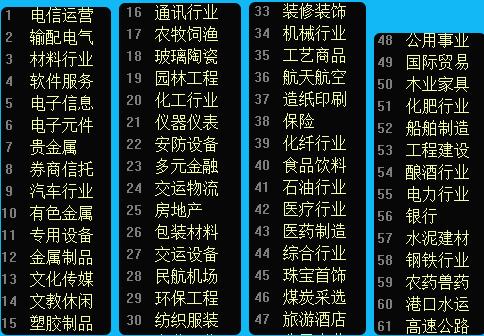 1 电信运营
2 输配电气
3 材料行业
4 软件服务
5 电子信息
6 电子元件
7 贵金属
8 券商信托
9 汽车行业
10 有色金属
11 专用设备
12 金属制品
13 文化传媒
14 文教休闲
15 塑胶制品
16 通讯行业
17 农牧饲渔
18 玻璃陶瓷
19 园林工程
20 化工行业
21 仪器仪表
22 安防设备
23 多元金融
24 交运物流
25 房地产
26 包装材料
27 交运设备
28 民航机场
29 环保工程
30 纺织服装
33 装修装饰
34 机械行业
35 工艺商品
36 航天航空
37 造纸印刷
38 保险
39 化纤行业
40 食品饮料
41 石油行业
42 医疗行业
43 医药制造
44 综合行业
45 珠宝首饰
46 煤炭采选
47 旅游酒店
48 公用事业
49 国际贸易
50 木业家具
51 化肥行业
52 船舶制造
53 工程建设
54 酿酒行业
55 电力行业
56 银行
57 水泥建材
58 钢铁行业
59 农药兽药
60 港口水运
61 高速公路